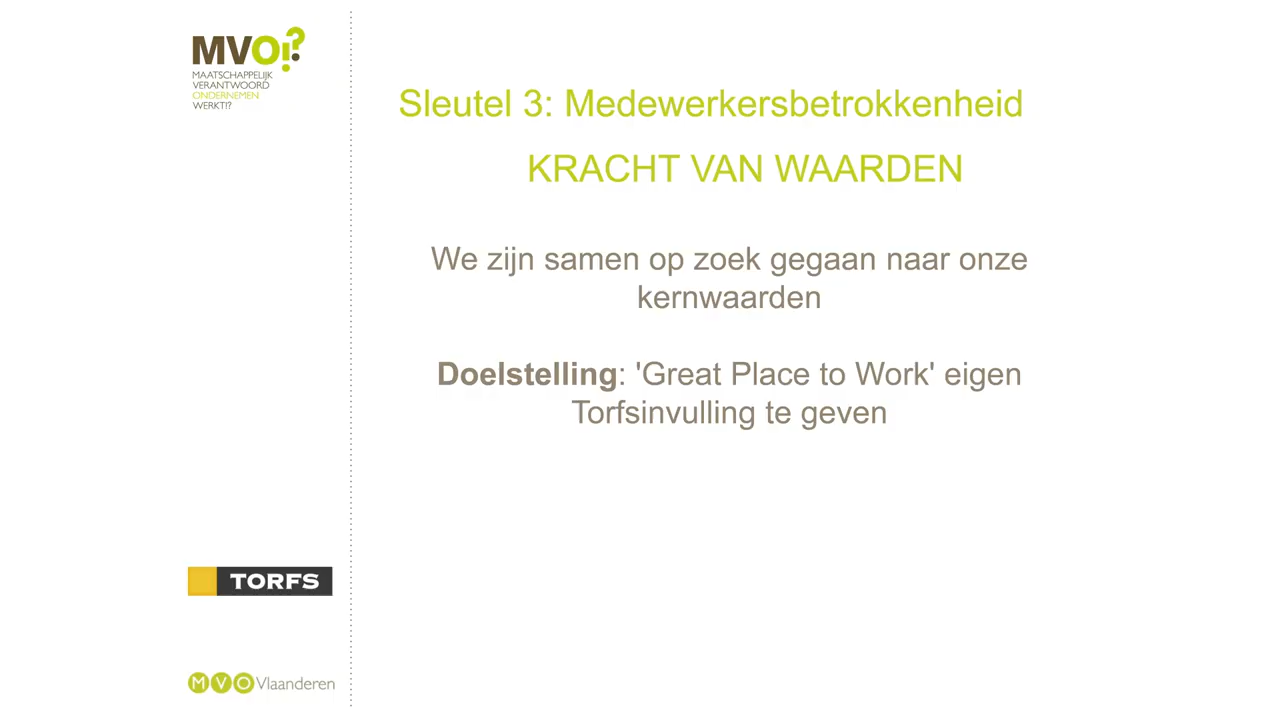 MVO!?
MAATSCHAPPELIJK
VERANTWOORD
ONDERNEMEN
WERKT!?
Sleutel 3: Medewerkersbetrokkenheid
KRACHT VAN WAARDEN
We zijn samen op zoek gegaan naar onze
kernwaarden
Doelstelling: 'Great Place to Work' eigen
Torfsinvulling te geven
TORFS
MVO Vlaanderen